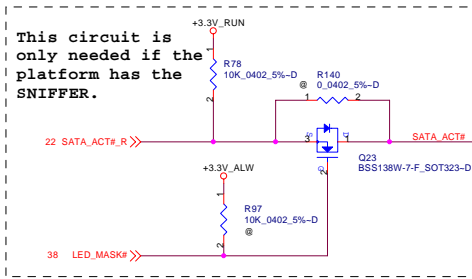 This circuit is
only needed if the
platform has the
SNIFFER.
+3.3V_RUN
1
R78
10K_0402_5%~D
2
@
R140
0_0402_5%~D
1
2
22 SATA_ACT#_R
S
3
1
D
SATA_ACT#
G
2
Q23
BSS138W-7-F_SOT323~D
+3.3V_ALW
1
R97
10K_0402_5%~D
@
2
38 LED_MASK#